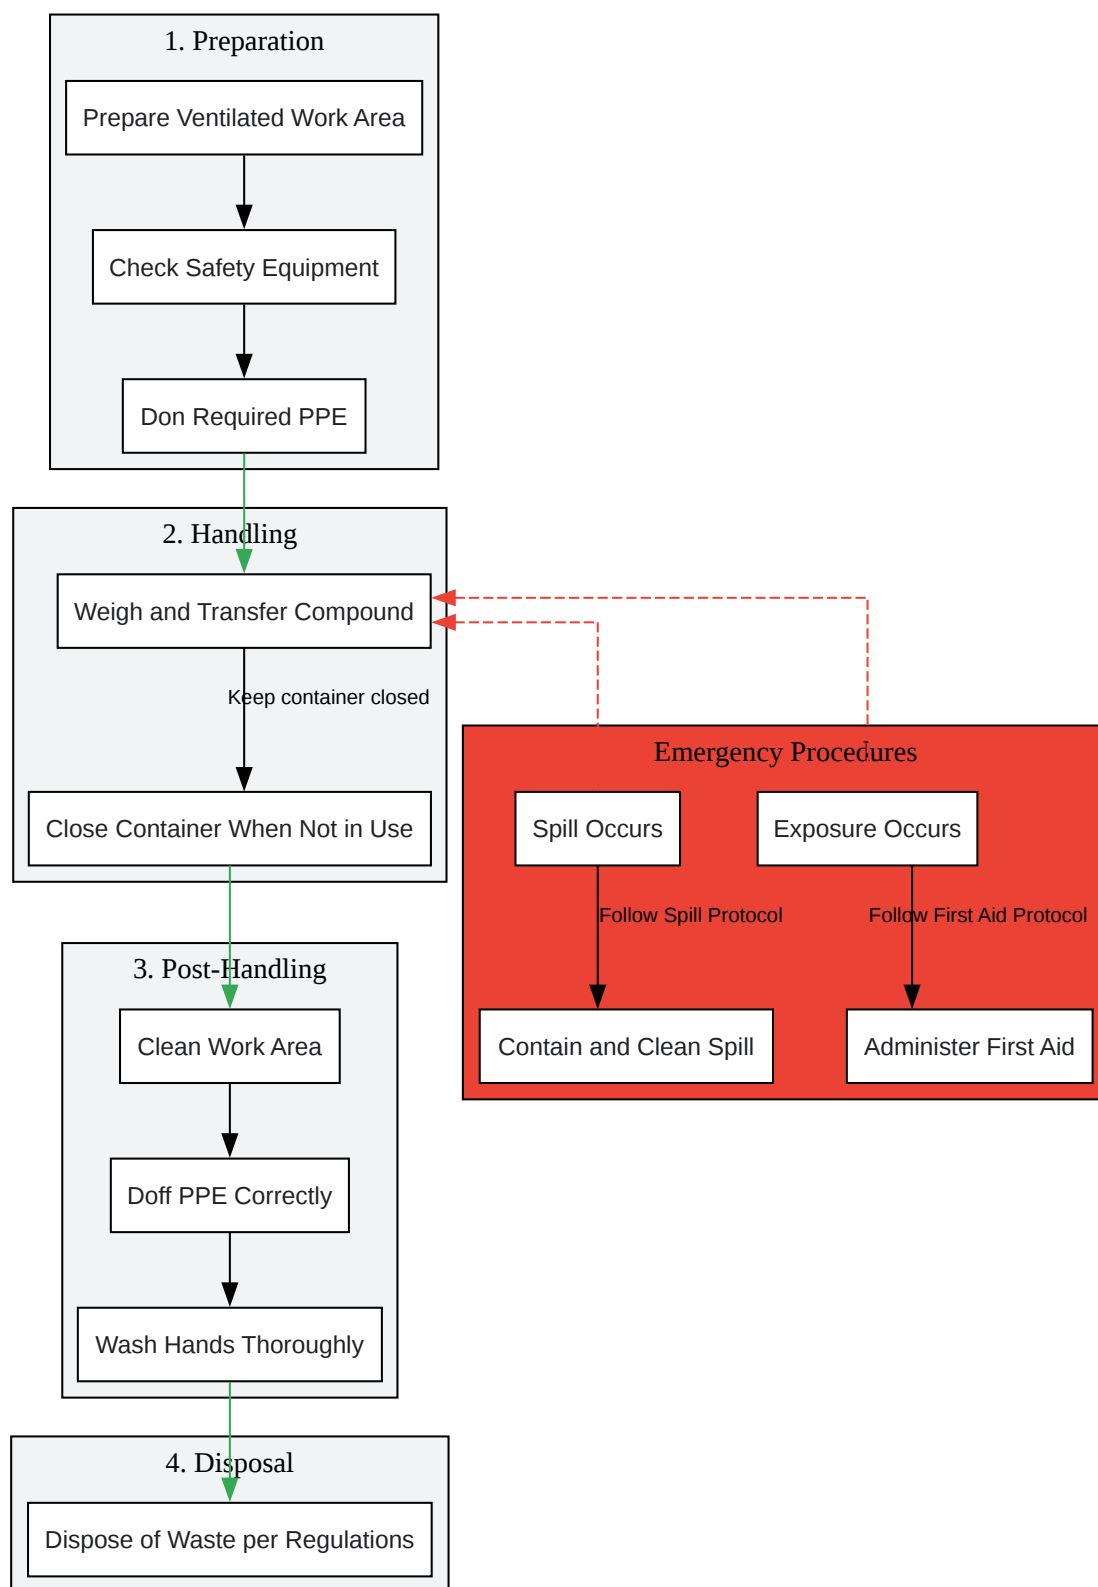 1. Preparation
Prepare Ventilated Work Area
Check Safety Equipment
Don Required PPE
2. Handling
Weigh and Transfer Compound
Keep container closed
Close Container When Not in Use
Emergency Procedures
Spill Occurs
Exposure Occurs
Follow Spill Protocol
Follow First Aid Protocol
Contain and Clean Spill
Administer First Aid
3. Post-Handling
Clean Work Area
Doff PPE Correctly
Wash Hands Thoroughly
4. Disposal
Dispose of Waste per Regulations